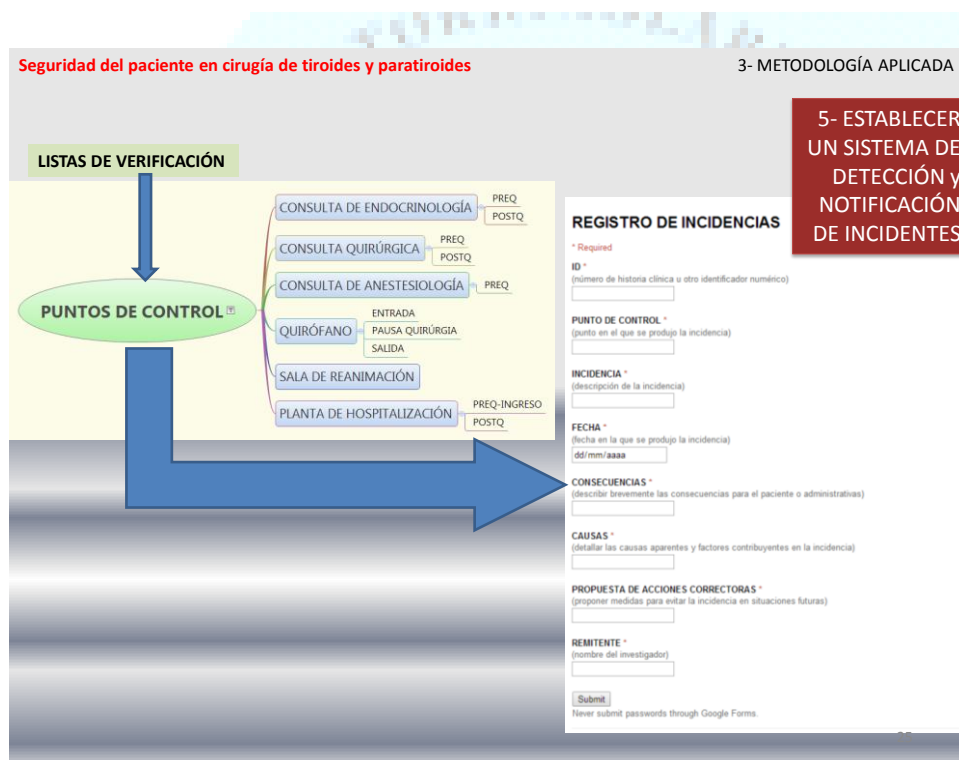 Seguridad del paciente en cirugía de tiroides y paratiroides
3- METODOLOGÍA APLICADA
5- ESTABLECER
UN SISTEMA DE
DETECCIÓN y
NOTIFICACIÓN
DE INCIDENTES
LISTAS DE VERIFICACIÓN
PUNTOS DE CONTROL
CONSULTA DE ENDOCRINOLOGÍA
PREQ
POSTQ
CONSULTA QUIRÚRGICA
PREQ
POSTQ
CONSULTA DE ANESTESIOLOGÍA
PREQ
QUIRÓFANO
ENTRADA
PAUSA QUIRÚRGIA
SALIDA
SALA DE REANIMACIÓN
PLANTA DE HOSPITALIZACIÓN
PREQ-INGRESO
POSTQ
REGISTRO DE INCIDENCIAS
* Required
ID *
(número de historia clínica u otro identificador numérico)
PUNTO DE CONTROL *
(punto en el que se produjo la incidencia)
INCIDENCIA *
(descripción de la incidencia)
FECHA *
(fecha en la que se produjo la incidencia)
dd/mm/aaaa
CONSECUENCIAS *
(describir brevemente las consecuencias para el paciente o administrativas)
CAUSAS *
(detallar las causas aparentes y factores contribuyentes en la incidencia)
PROPUESTA DE ACCIONES CORRECTORAS *
(proponer medidas para evitar la incidencia en situaciones futuras)
REMITENTE *
(nombre del investigador)
Submit
Never submit passwords through Google Forms.